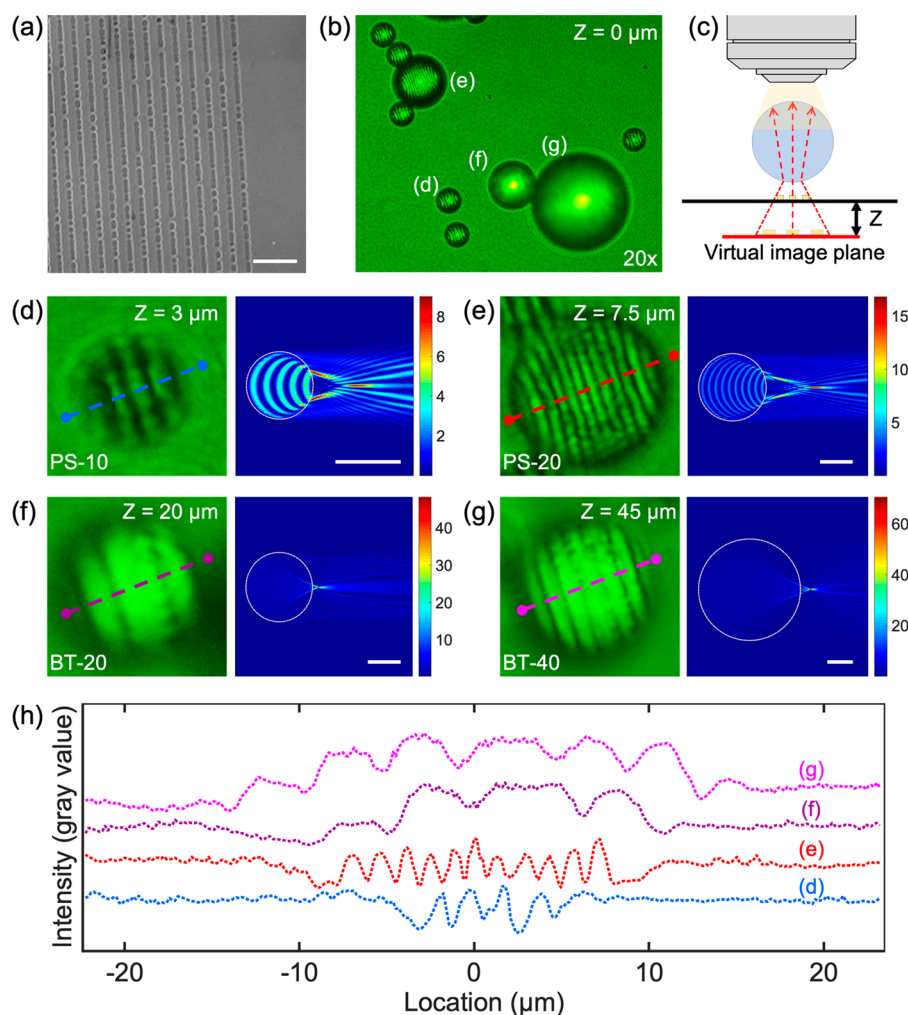 (a)
(b)
Z = 0 µm
(c)
(e)
(f)
(g)
(d)
20x
Z
Virtual image plane
(d)
Z = 3 µm
PS-10
8
6
4
2
(e)
Z = 7.5 µm
PS-20
15
10
5
0
(f)
Z = 20 µm
BT-20
40
30
20
10
(g)
Z = 45 µm
BT-40
60
40
20
(h)
Intensity (gray value)
(g)
(f)
(e)
(d)
-20
-10
0
10
20
Location (µm)